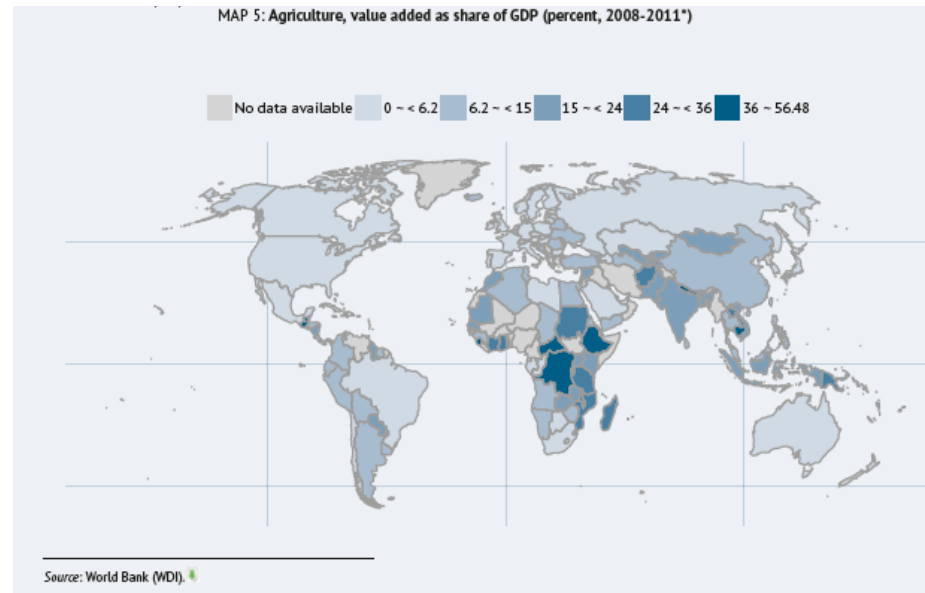 MAP 5: Agriculture, value added as share of GDP (percent, 2008-2011*)
No data available 0 ~ < 6.2 6.2 ~ < 15 15 ~ < 24 24 ~ < 36 36 ~ 56.48
Source: World Bank (WDI).